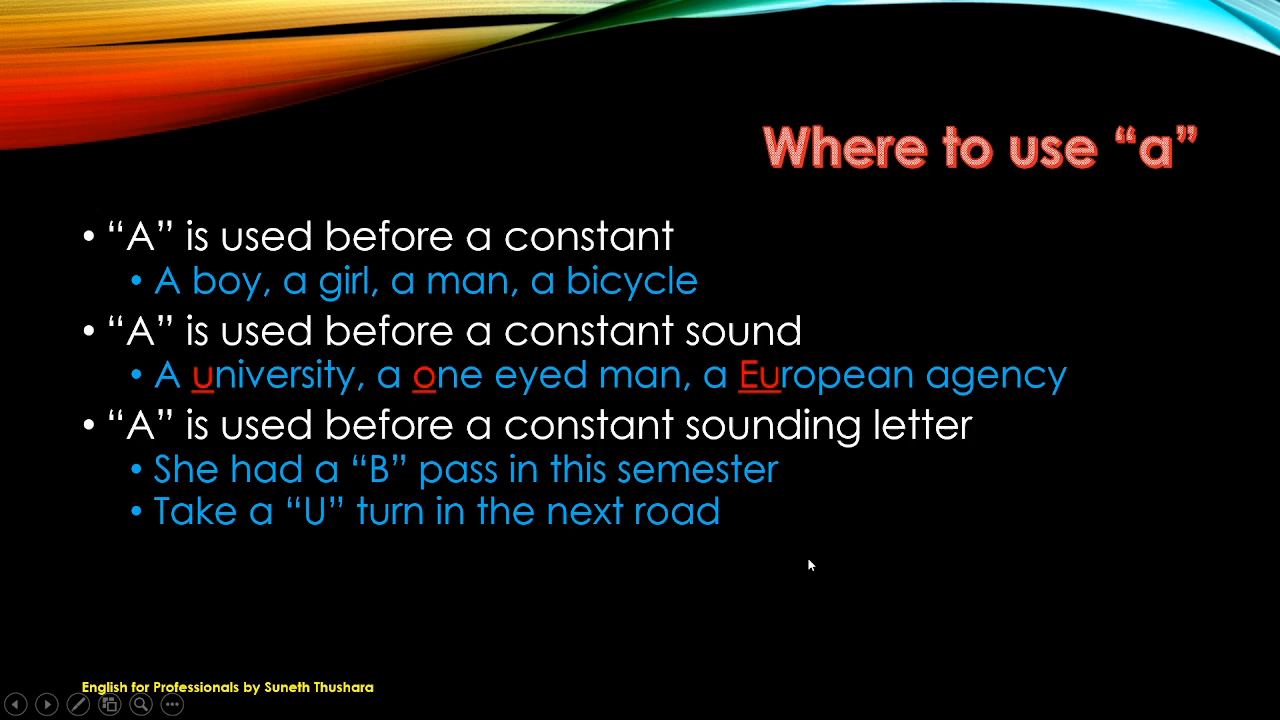 Where to use “a”
• “A” is used before a constant
• A boy, a girl, a man, a bicycle
• “A” is used before a constant sound
• A university, a one eyed man, a European agency
• “A” is used before a constant sounding letter
• She had a “B” pass in this semester
• Take a “U” turn in the next road
English for Professionals by Suneth Thushara